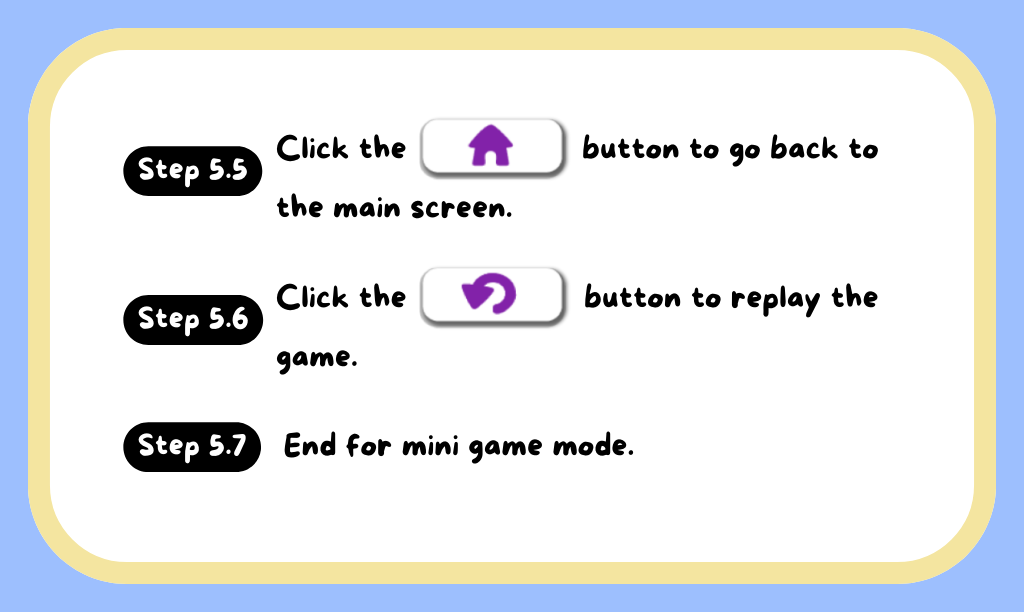 Step 5.5 Click the button to go back to
the main screen.
Step 5.6 Click the button to replay the
game.
Step 5.7 End for mini game mode.